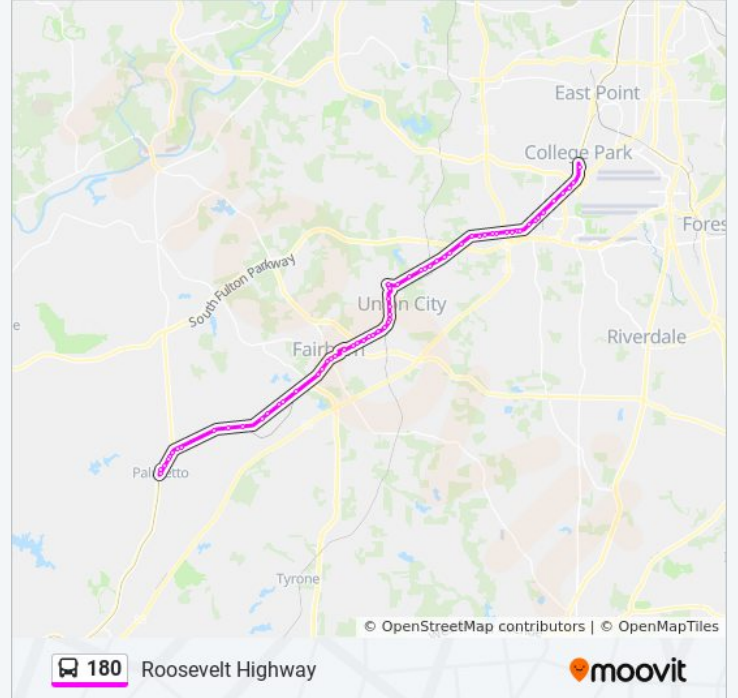 East Point
College Park
Fores
South Fulton Parkway
Union City
e
Riverdale
Fairburn
Palmetto
Tyrone
© OpenStreetMap contributors | © OpenMapTiles
180 Roosevelt Highway
moovit